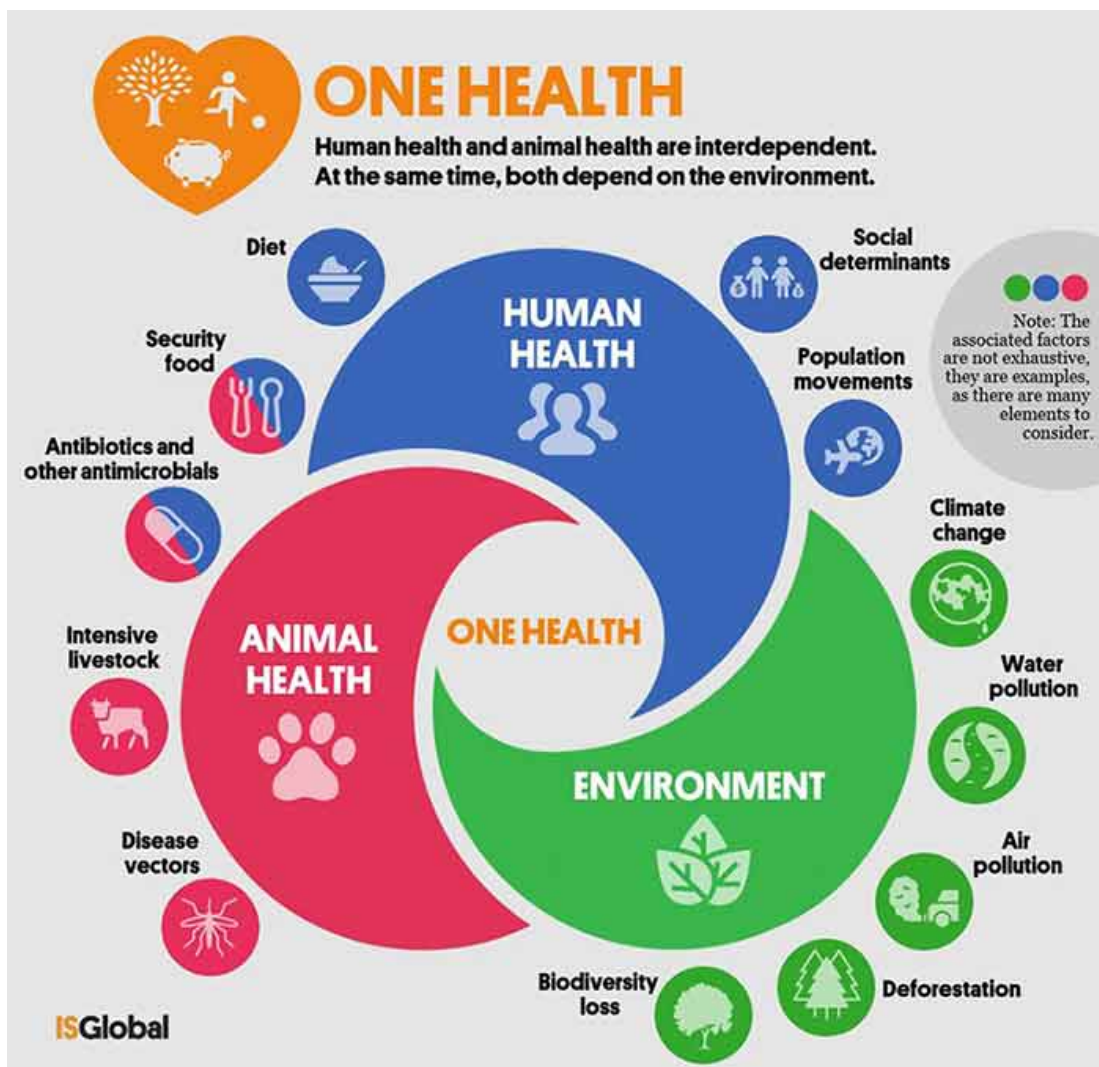 ONE HEALTH
Human health and animal health are interdependent.
At the same time, both depend on the environment.
Diet
Social
determinants
HUMAN
HEALTH
Note: The
associated factors
are not exhaustive,
they are examples,
as there are many
elements to
consider.
Security
food
Population
movements
Antibiotics and
other antimicrobials
Climate
change
ANIMAL
HEALTH
ONE HEALTH
Intensive
livestock
Water
pollution
ENVIRONMENT
Disease
vectors
Air
pollution
Biodiversity
loss
Deforestation
ISGlobal